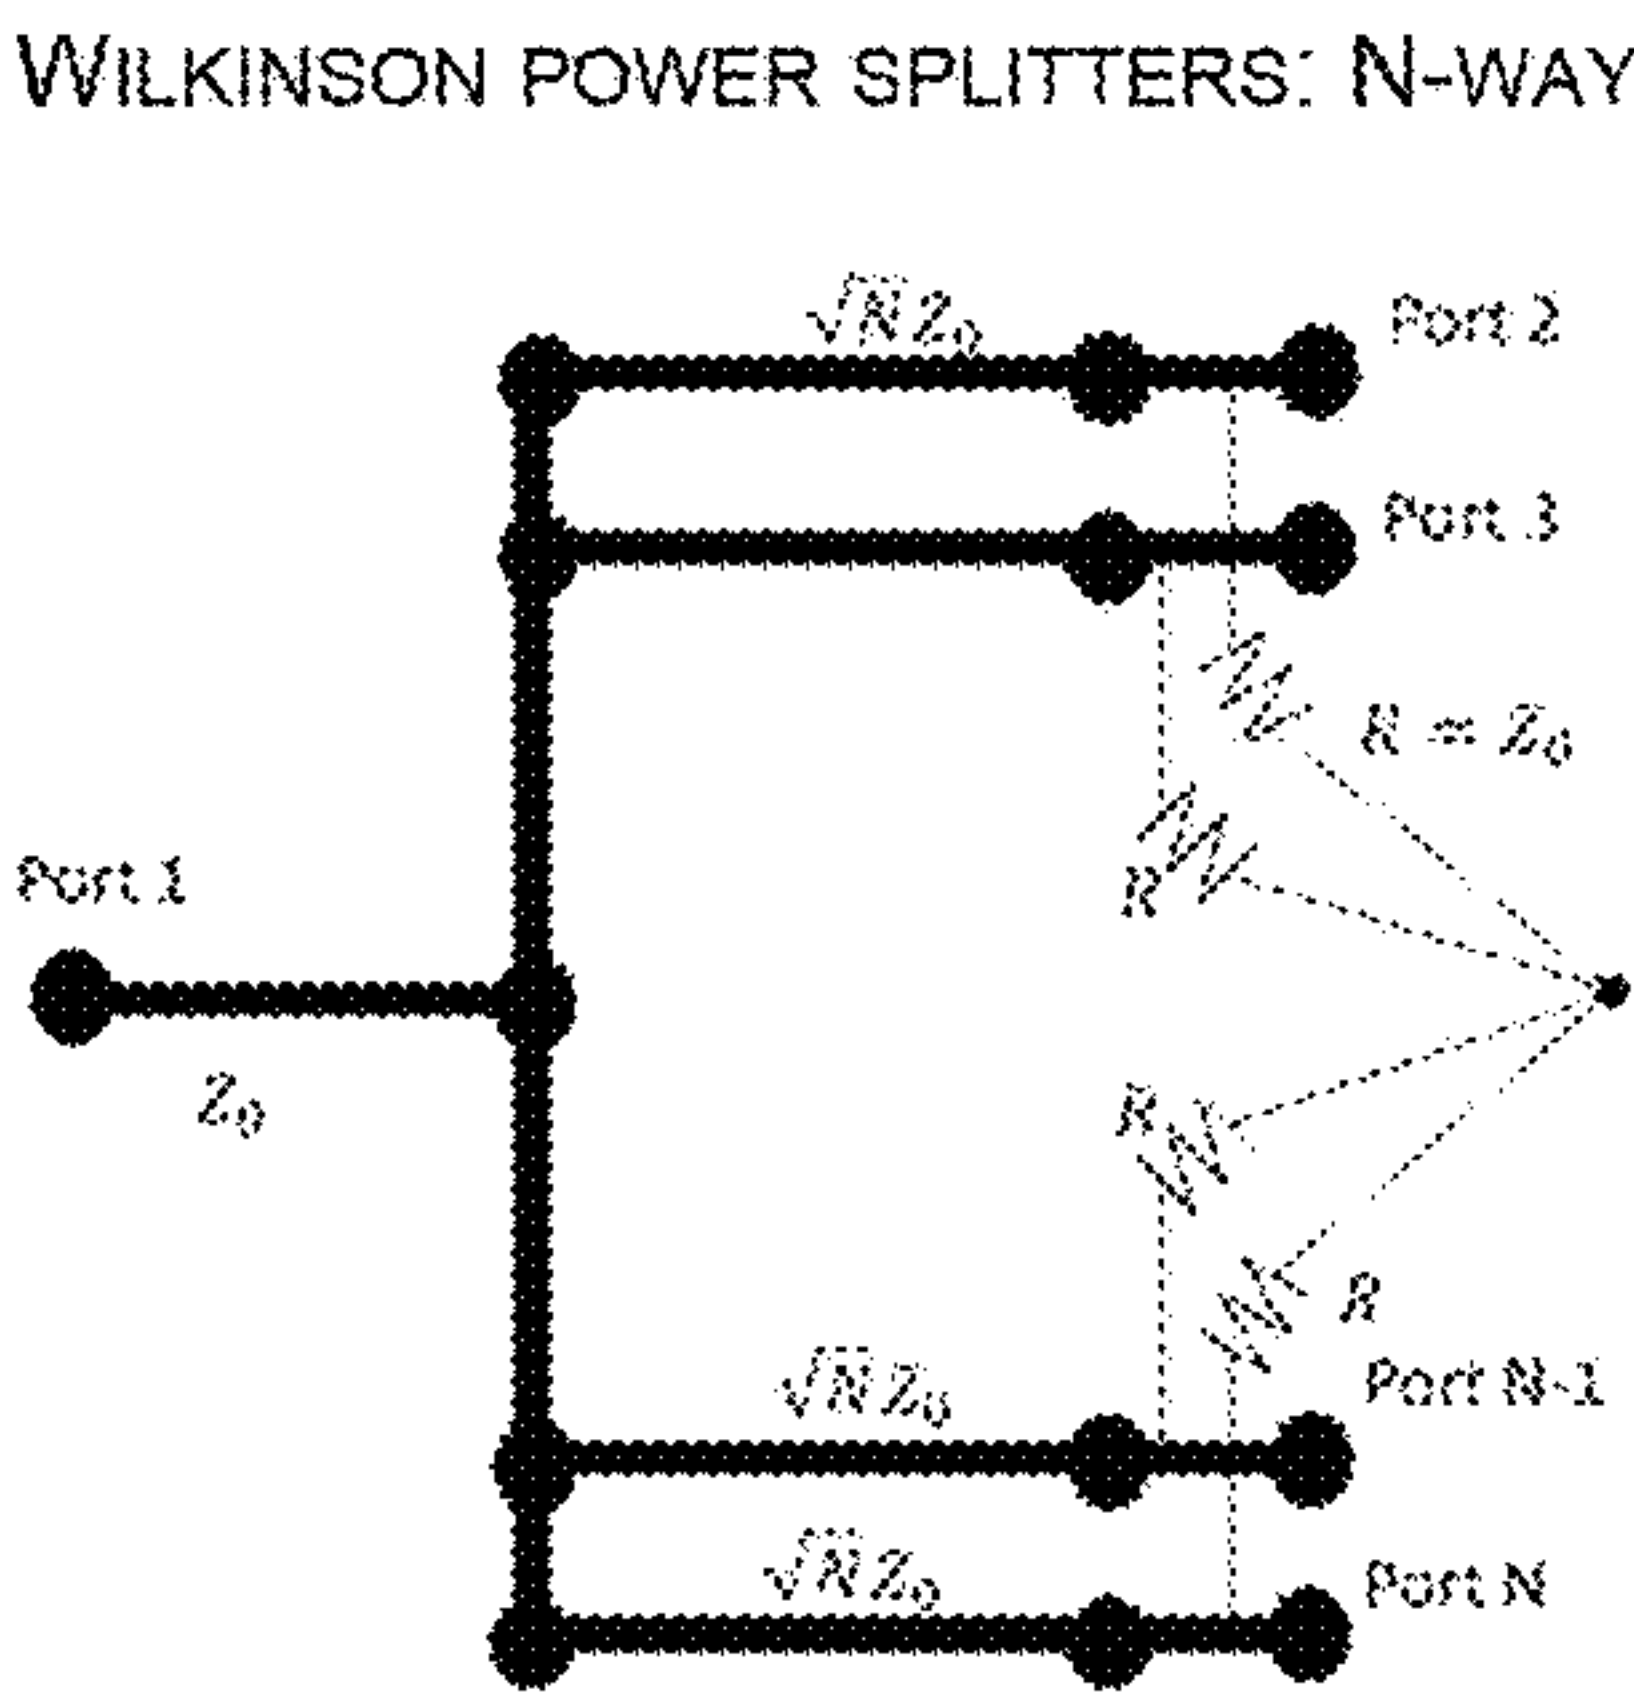 WILKINSON POWER SPLITTERS: N-WAY
√N Z₀
Port 2
Port 3
R = Z₀
R
Port 1
Z₀
R
R
√N Z₀
Port N-1
√N Z₀
Port N